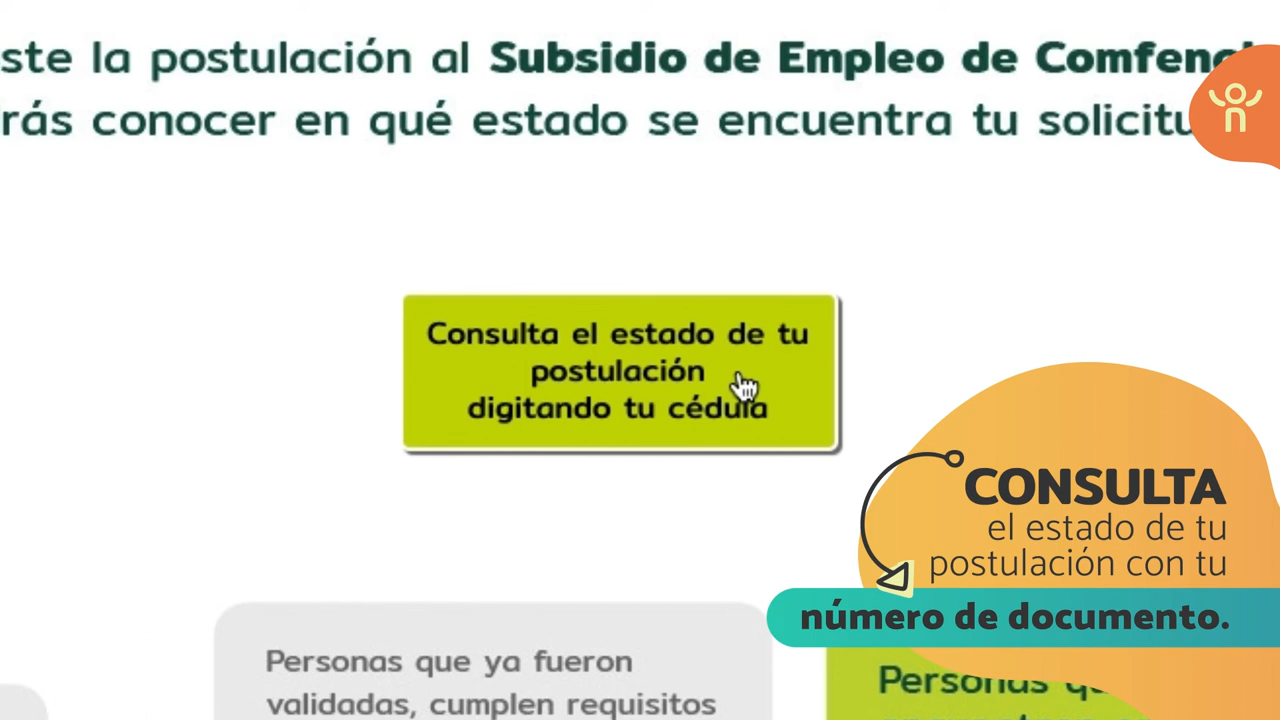 ste la postulación al Subsidio de Empleo de Comfen
rás conocer en qué estado se encuentra tu solicitu
Consulta el estado de tu
postulación
digitando tu cédula
CONSULTA
el estado de tu
postulación con tu
número de documento.
Personas que ya fueron
validadas, cumplen requisitos
Personas